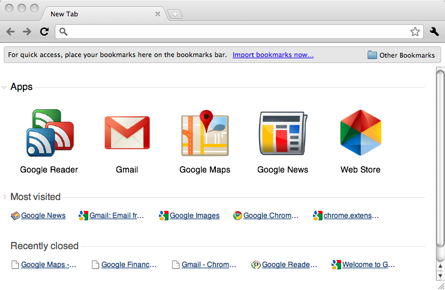 New Tab
For quick access, place your bookmarks here on the bookmarks bar. Import bookmarks now... Other Bookmarks
Apps
Google Reader Gmail Google Maps Google News Web Store
Most visited
Google News Gmail: Email fr... Google Images Google Chrom... chrome.extens...
Recently closed
Google Maps -... Google Financ... Gmail - Chrom... Google Reade... Welcome to G...